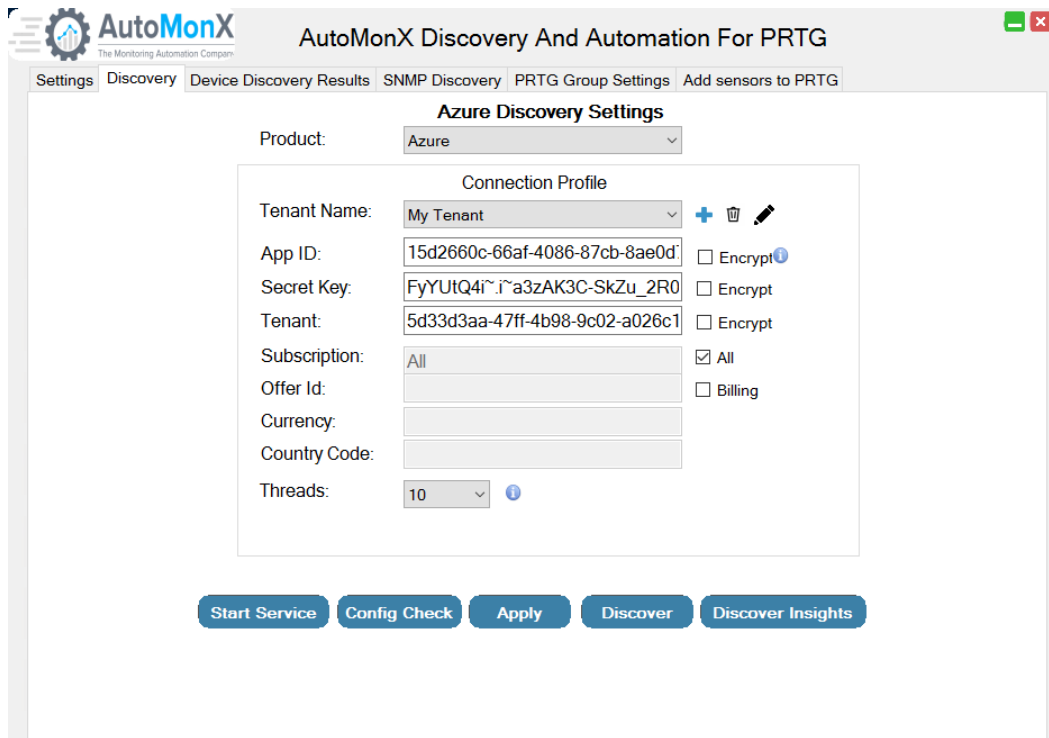 AutoMonX
The Monitoring Automation Company
AutoMonX Discovery And Automation For PRTG
Settings Discovery Device Discovery Results SNMP Discovery PRTG Group Settings Add sensors to PRTG
Azure Discovery Settings
Product: Azure
Connection Profile
Tenant Name: My Tenant
App ID: 15d2660c-66af-4086-87cb-8ae0d7 Encrypt
Secret Key: FyYUtQ4i~.i~a3zAK3C-SkZu_2R0 Encrypt
Tenant: 5d33d3aa-47ff-4b98-9c02-a026c1 Encrypt
Subscription: All All
Offer Id: Billing
Currency:
Country Code:
Threads: 10
Start Service Config Check Apply Discover Discover Insights